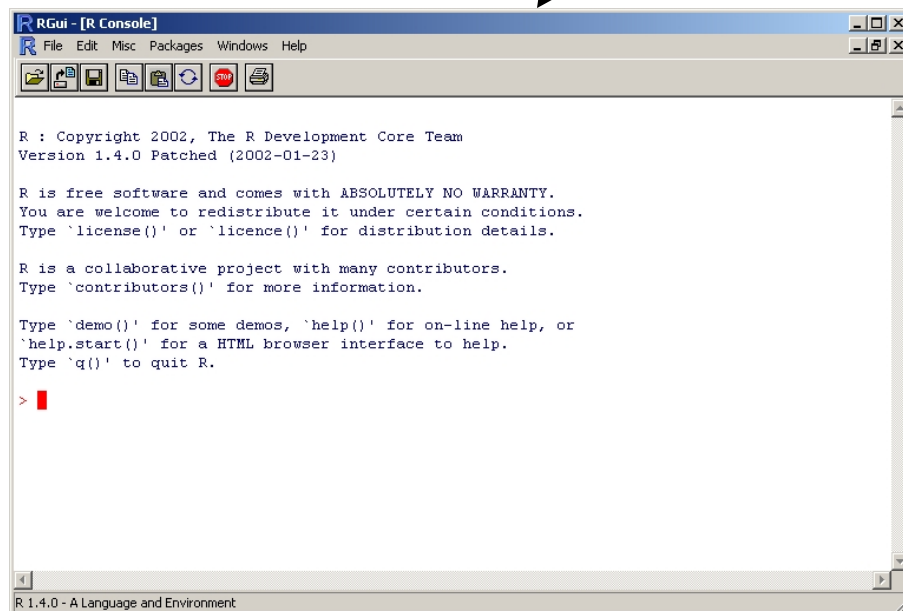 RGui - [R Console]
File Edit Misc Packages Windows Help
STOP
R : Copyright 2002, The R Development Core Team
Version 1.4.0 Patched (2002-01-23)
R is free software and comes with ABSOLUTELY NO WARRANTY.
You are welcome to redistribute it under certain conditions.
Type `license()' or `licence()' for distribution details.
R is a collaborative project with many contributors.
Type `contributors()' for more information.
Type `demo()' for some demos, `help()' for on-line help, or
`help.start()' for a HTML browser interface to help.
Type `q()' to quit R.
>
R 1.4.0 - A Language and Environment